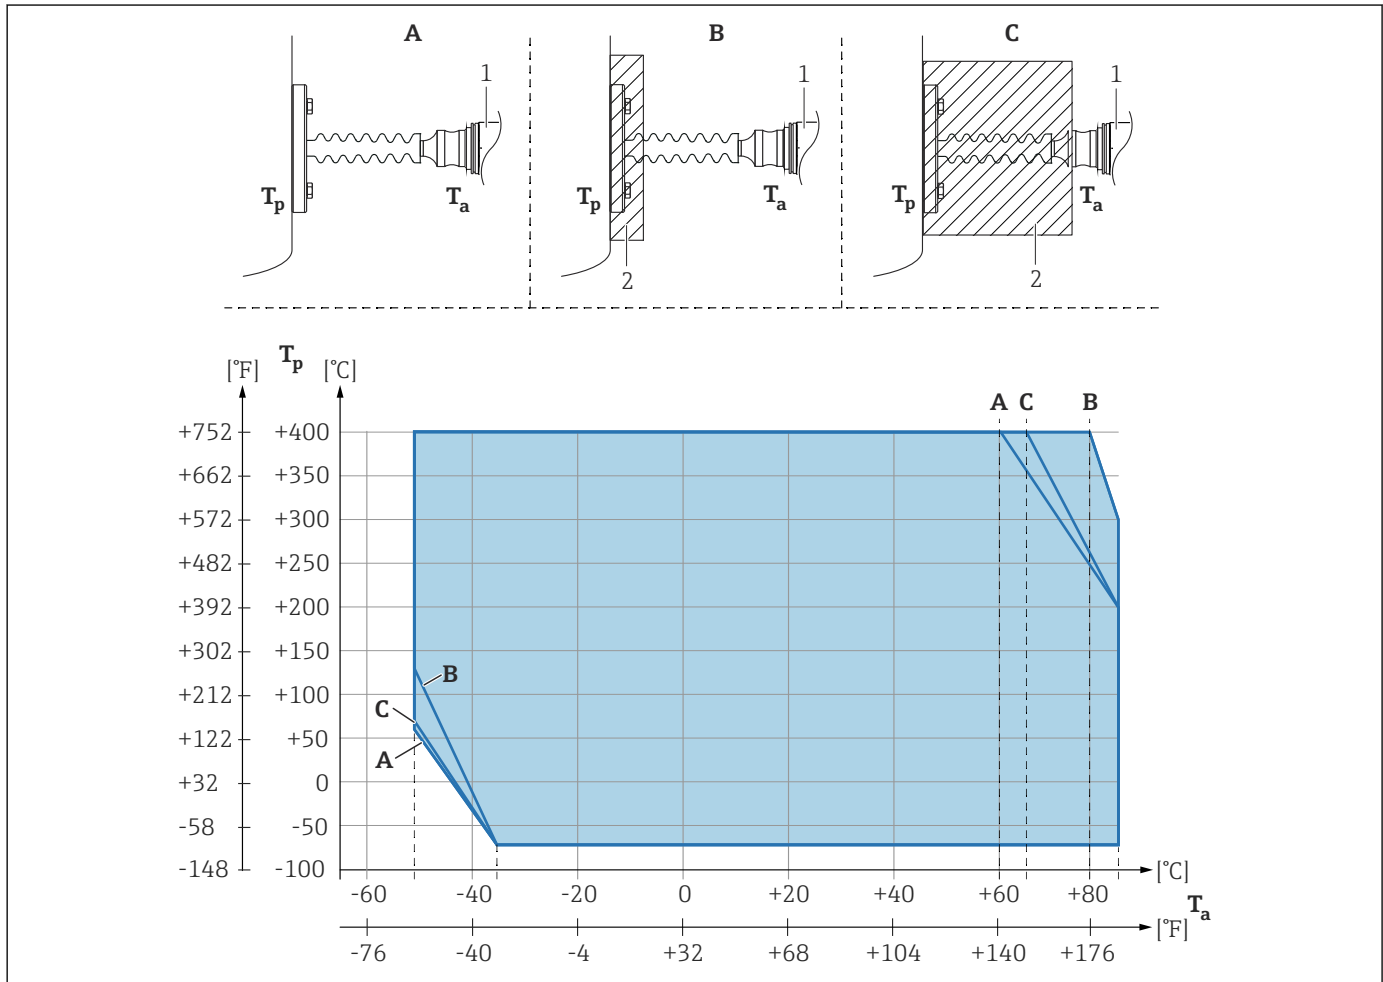 A B C
1 1 1
Tp Ta Tp Ta Tp Ta
2 2
Tp
[°F] [°C]
A C B
+752 +400
+662 +350
+572 +300
+482 +250
+392 +200
+302 +150
B
+212 +100
C
+122 +50
A
+32 0
-58 -50
-148 -100
[°C]
-60 -40 -20 0 +20 +40 +60 +80
Ta
[°F]
-76 -40 -4 +32 +68 +104 +140 +176